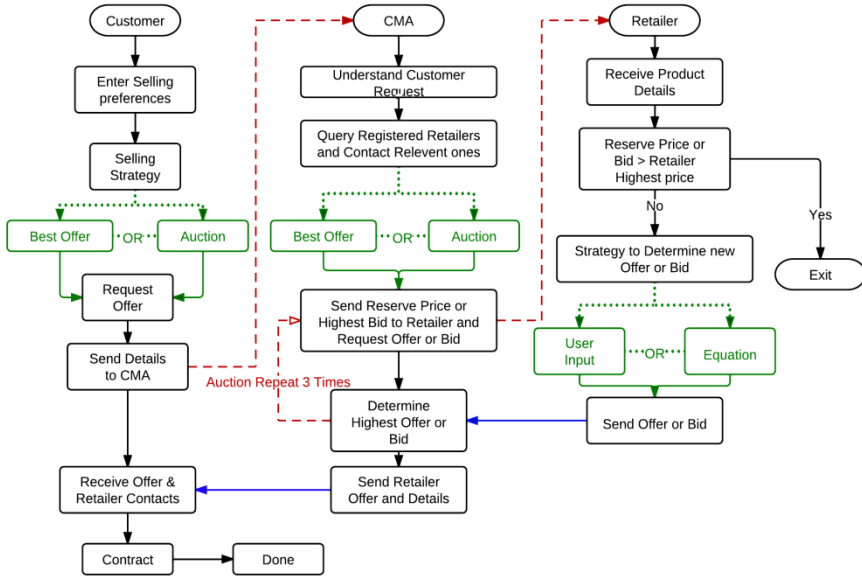 Customer
Enter Selling
preferences
Selling
Strategy
Best Offer
OR
Auction
Request
Offer
Send Details
to CMA
Receive Offer &
Retailer Contacts
Contract
Done
CMA
Understand Customer
Request
Query Registered Retailers
and Contact Relevent ones
Best Offer
OR
Auction
Send Reserve Price or
Highest Bid to Retailer and
Request Offer or Bid
Auction Repeat 3 Times
Determine
Highest Offer or
Bid
Send Retailer
Offer and Details
Retailer
Receive Product
Details
Reserve Price or
Bid > Retailer
Highest price
No
Yes
Exit
Strategy to Determine new
Offer or Bid
User
Input
OR
Equation
Send Offer or Bid